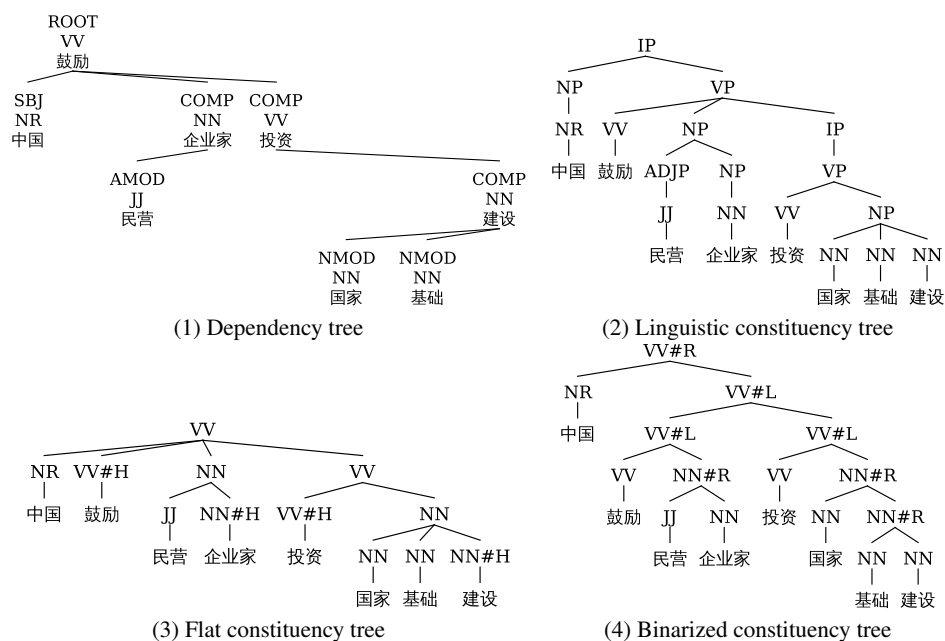 ROOT
VV
鼓励
SBJ COMP COMP
NR NN VV
中国 企业家 投资
AMOD COMP
JJ NN
民营 建设
NMOD NMOD
NN NN
国家 基础
(1) Dependency tree
IP
NP VP
NR VV NP IP
中国 鼓励 ADJP NP VP
JJ NN VV NP
民营 企业家 投资 NN NN NN
国家 基础 建设
(2) Linguistic constituency tree
VV
NR VV#H NN VV
中国 鼓励 JJ NN#H VV#H NN
民营 企业家 投资 NN NN NN#H
国家 基础 建设
(3) Flat constituency tree
VV#R
NR VV#L
中国 VV#L VV#L
VV NN#R VV NN#R
鼓励 JJ NN 投资 NN NN#R
民营 企业家 国家 NN NN
基础 建设
(4) Binarized constituency tree